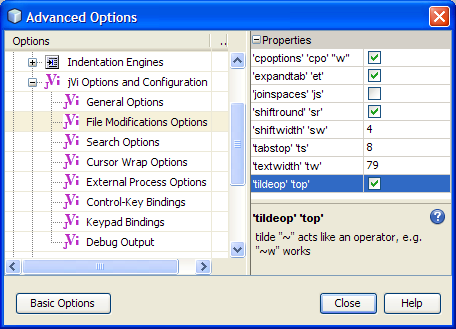 Advanced Options
Options
..
Indentation Engines
jVi Options and Configuration
General Options
File Modifications Options
Search Options
Cursor Wrap Options
External Process Options
Control-Key Bindings
Keypad Bindings
Debug Output
Properties
'cpoptions' 'cpo' "w"
'expandtab' 'et'
'joinspaces' 'js'
'shiftround' 'sr'
'shiftwidth' 'sw' 4
'tabstop' 'ts' 8
'textwidth' 'tw' 79
'tildeop' 'top'
'tildeop' 'top'
?
tilde "~" acts like an operator, e.g.
"~w" works
Basic Options
Close
Help